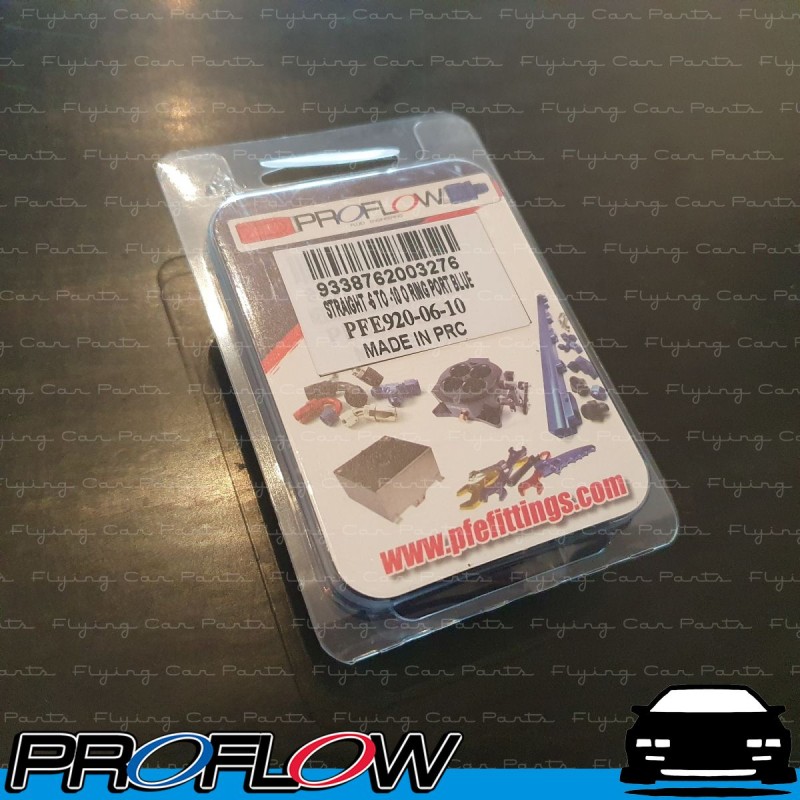 Flying Car Parts
PROFLOW
9338762003276
STRAIGHT -6 TO -10 O RING PORT BLUE
PFE920-06-10
MADE IN PRC
www.pfefittings.com
PROFLOW